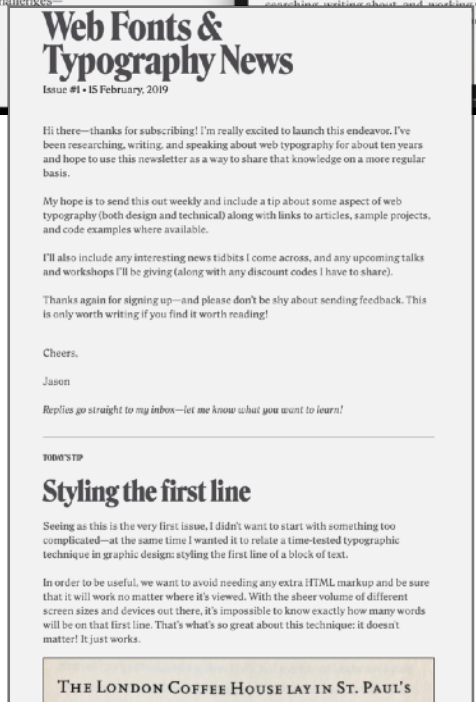 hallenges—
searching, writing about, and working
Web Fonts &
Typography News
Issue #1 • 15 February, 2019
Hi there—thanks for subscribing! I'm really excited to launch this endeavor. I've
been researching, writing, and speaking about web typography for about ten years
and hope to use this newsletter as a way to share that knowledge on a more regular
basis.
My hope is to send this out weekly and include a tip about some aspect of web
typography (both design and technical) along with links to articles, sample projects,
and code examples where available.
I'll also include any interesting news tidbits I come across, and any upcoming talks
and workshops I'll be giving (along with any discount codes I have to share).
Thanks again for signing up—and please don't be shy about sending feedback. This
is only worth writing if you find it worth reading!
Cheers,
Jason
Replies go straight to my inbox—let me know what you want to learn!
TODAY'S TIP
Styling the first line
Seeing as this is the very first issue, I didn't want to start with something too
complicated—at the same time I wanted it to relate a time-tested typographic
technique in graphic design: styling the first line of a block of text.
In order to be useful, we want to avoid needing any extra HTML markup and be sure
that it will work no matter where it's viewed. With the sheer volume of different
screen sizes and devices out there, it's impossible to know exactly how many words
will be on that first line. That's what's so great about this technique: it doesn't
matter! It just works.
THE LONDON COFFEE HOUSE LAY IN ST. PAUL'S